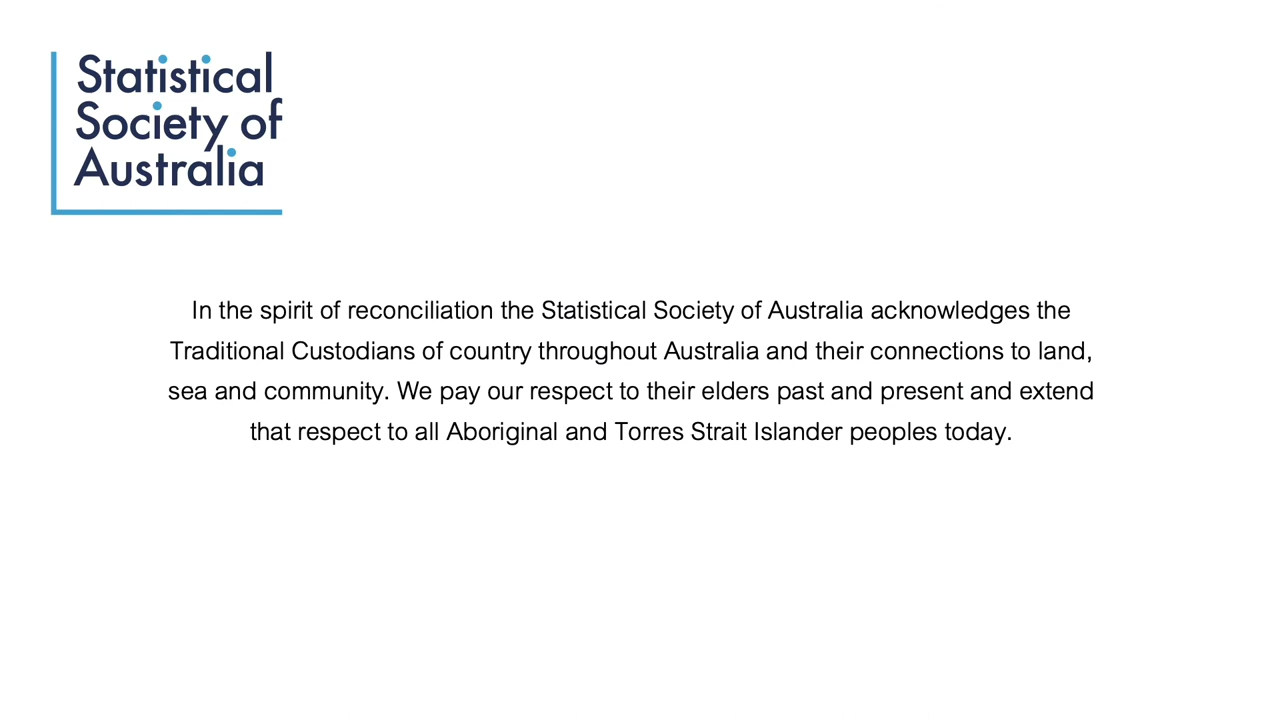 Statistical
Society of
Australia
In the spirit of reconciliation the Statistical Society of Australia acknowledges the
Traditional Custodians of country throughout Australia and their connections to land,
sea and community. We pay our respect to their elders past and present and extend
that respect to all Aboriginal and Torres Strait Islander peoples today.